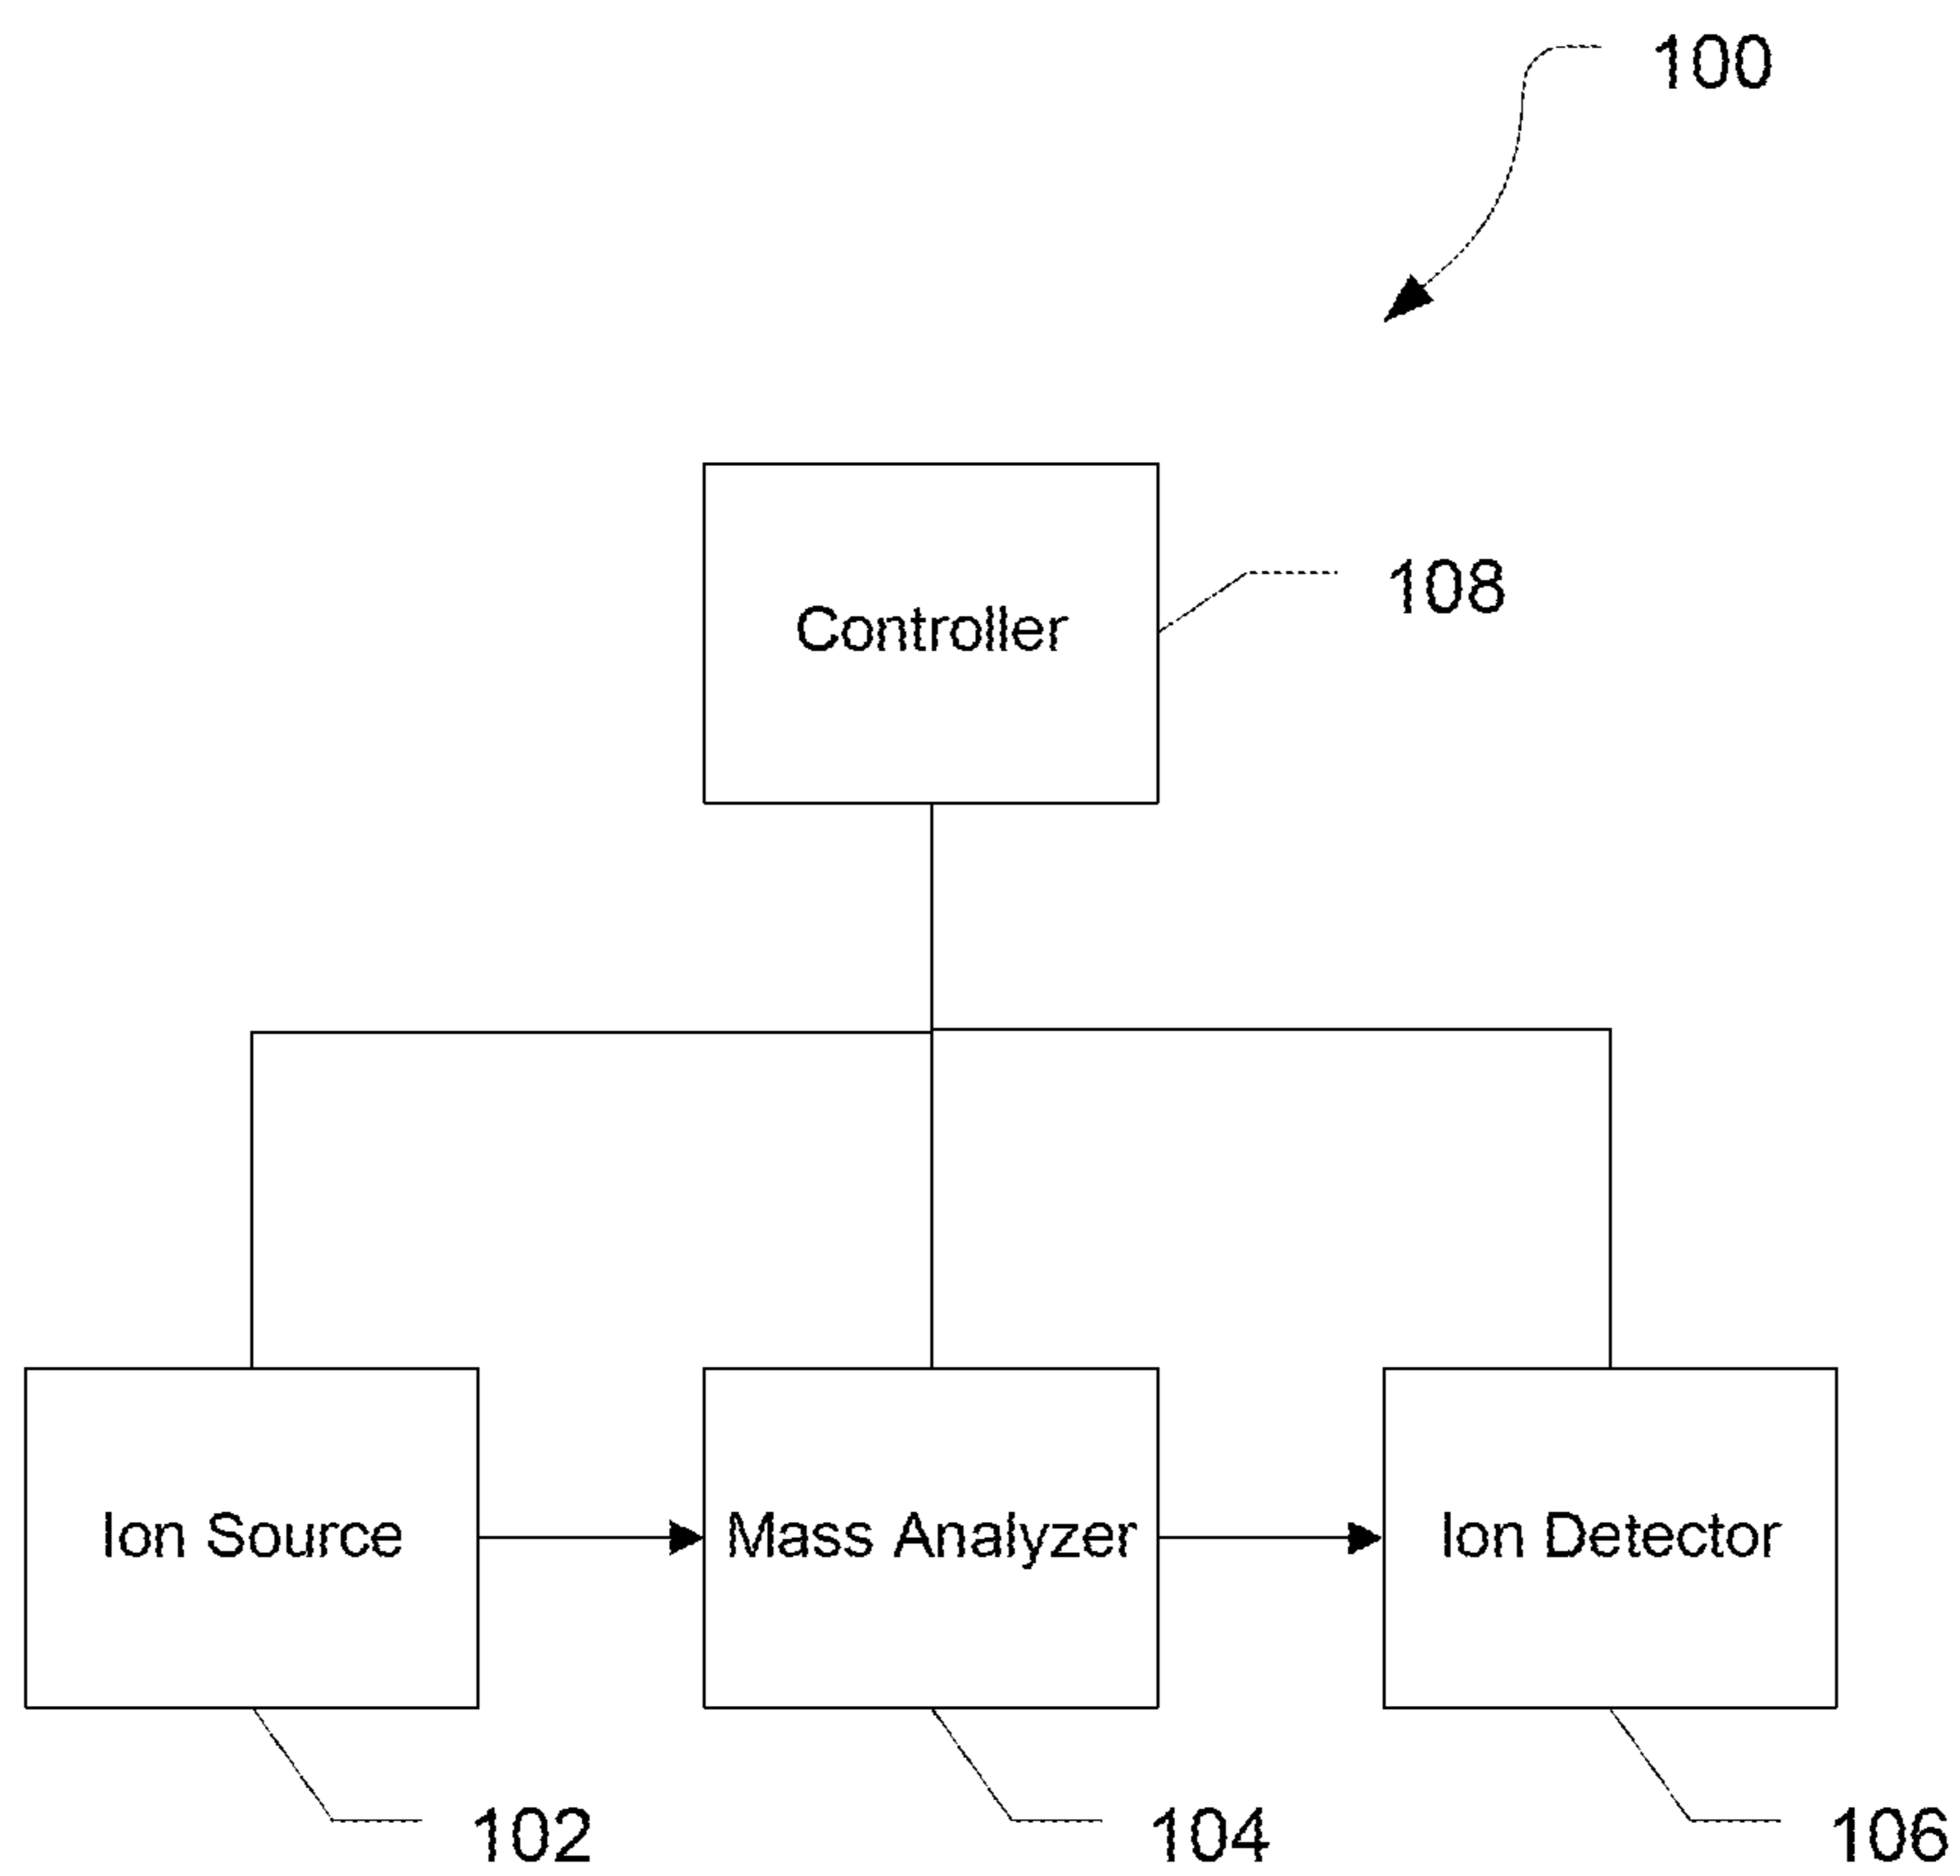 100
Controller
108
Ion Source
Mass Analyzer
Ion Detector
102
104
106